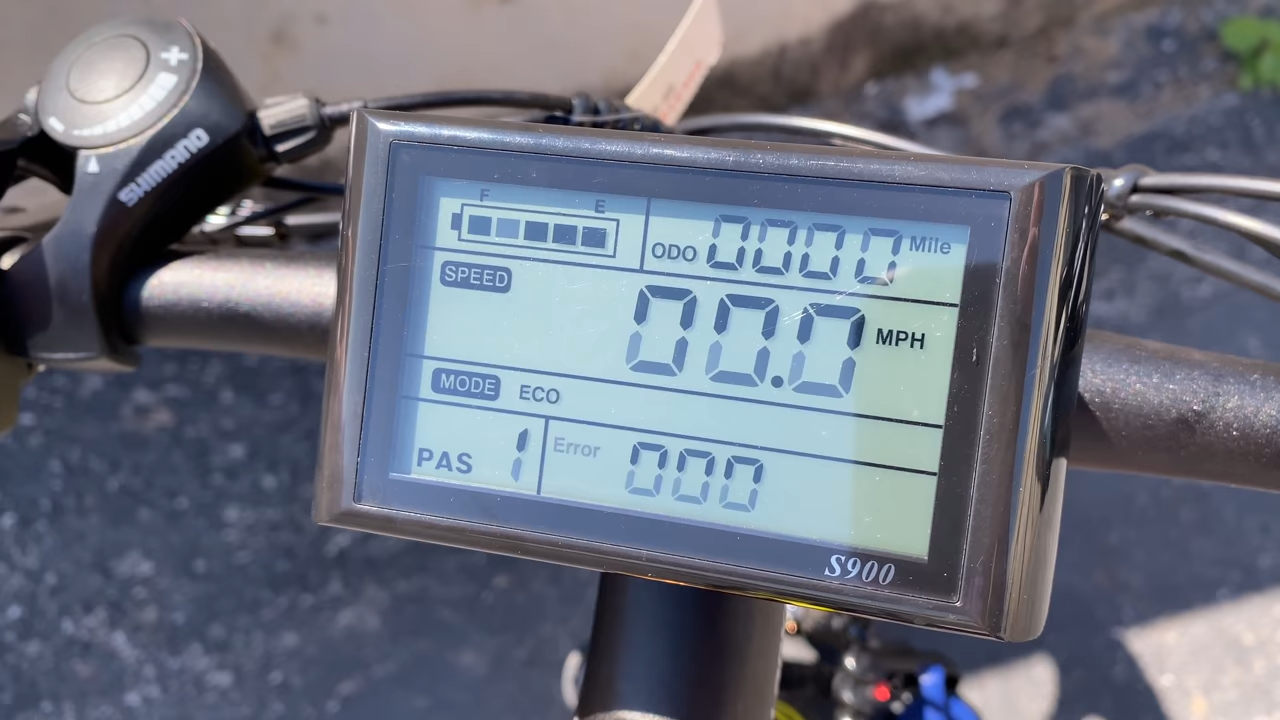 SHIMANO
F E
ODO 0000 Mile
SPEED
00.0 MPH
MODE ECO
PAS 1
Error 000
S900